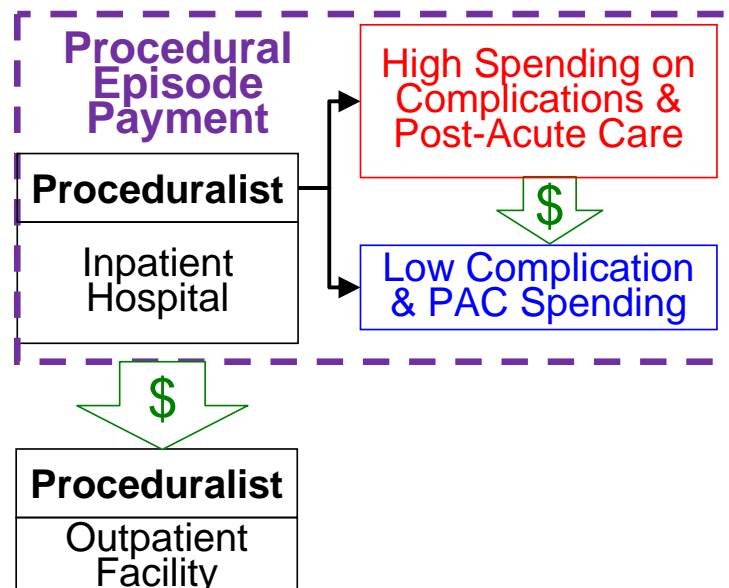 Procedural
Episode
Payment
High Spending on
Complications &
Post-Acute Care
Proceduralist
$
Inpatient
Hospital
Low Complication
& PAC Spending
$
Proceduralist
Outpatient
Facility